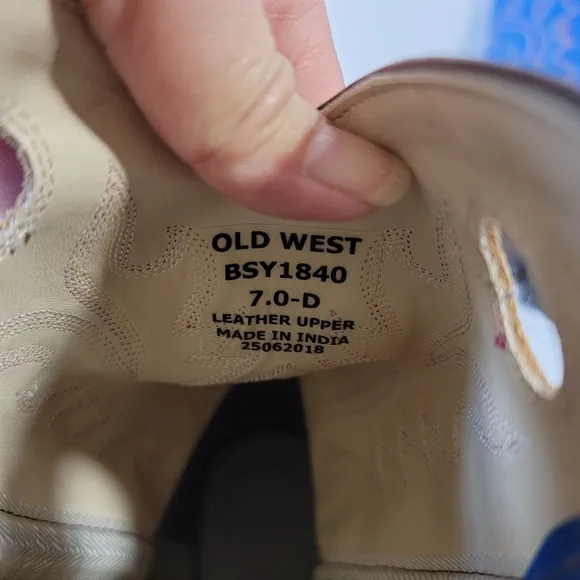 OLD WEST
BSY1840
7.0-D
LEATHER UPPER
MADE IN INDIA
25062018